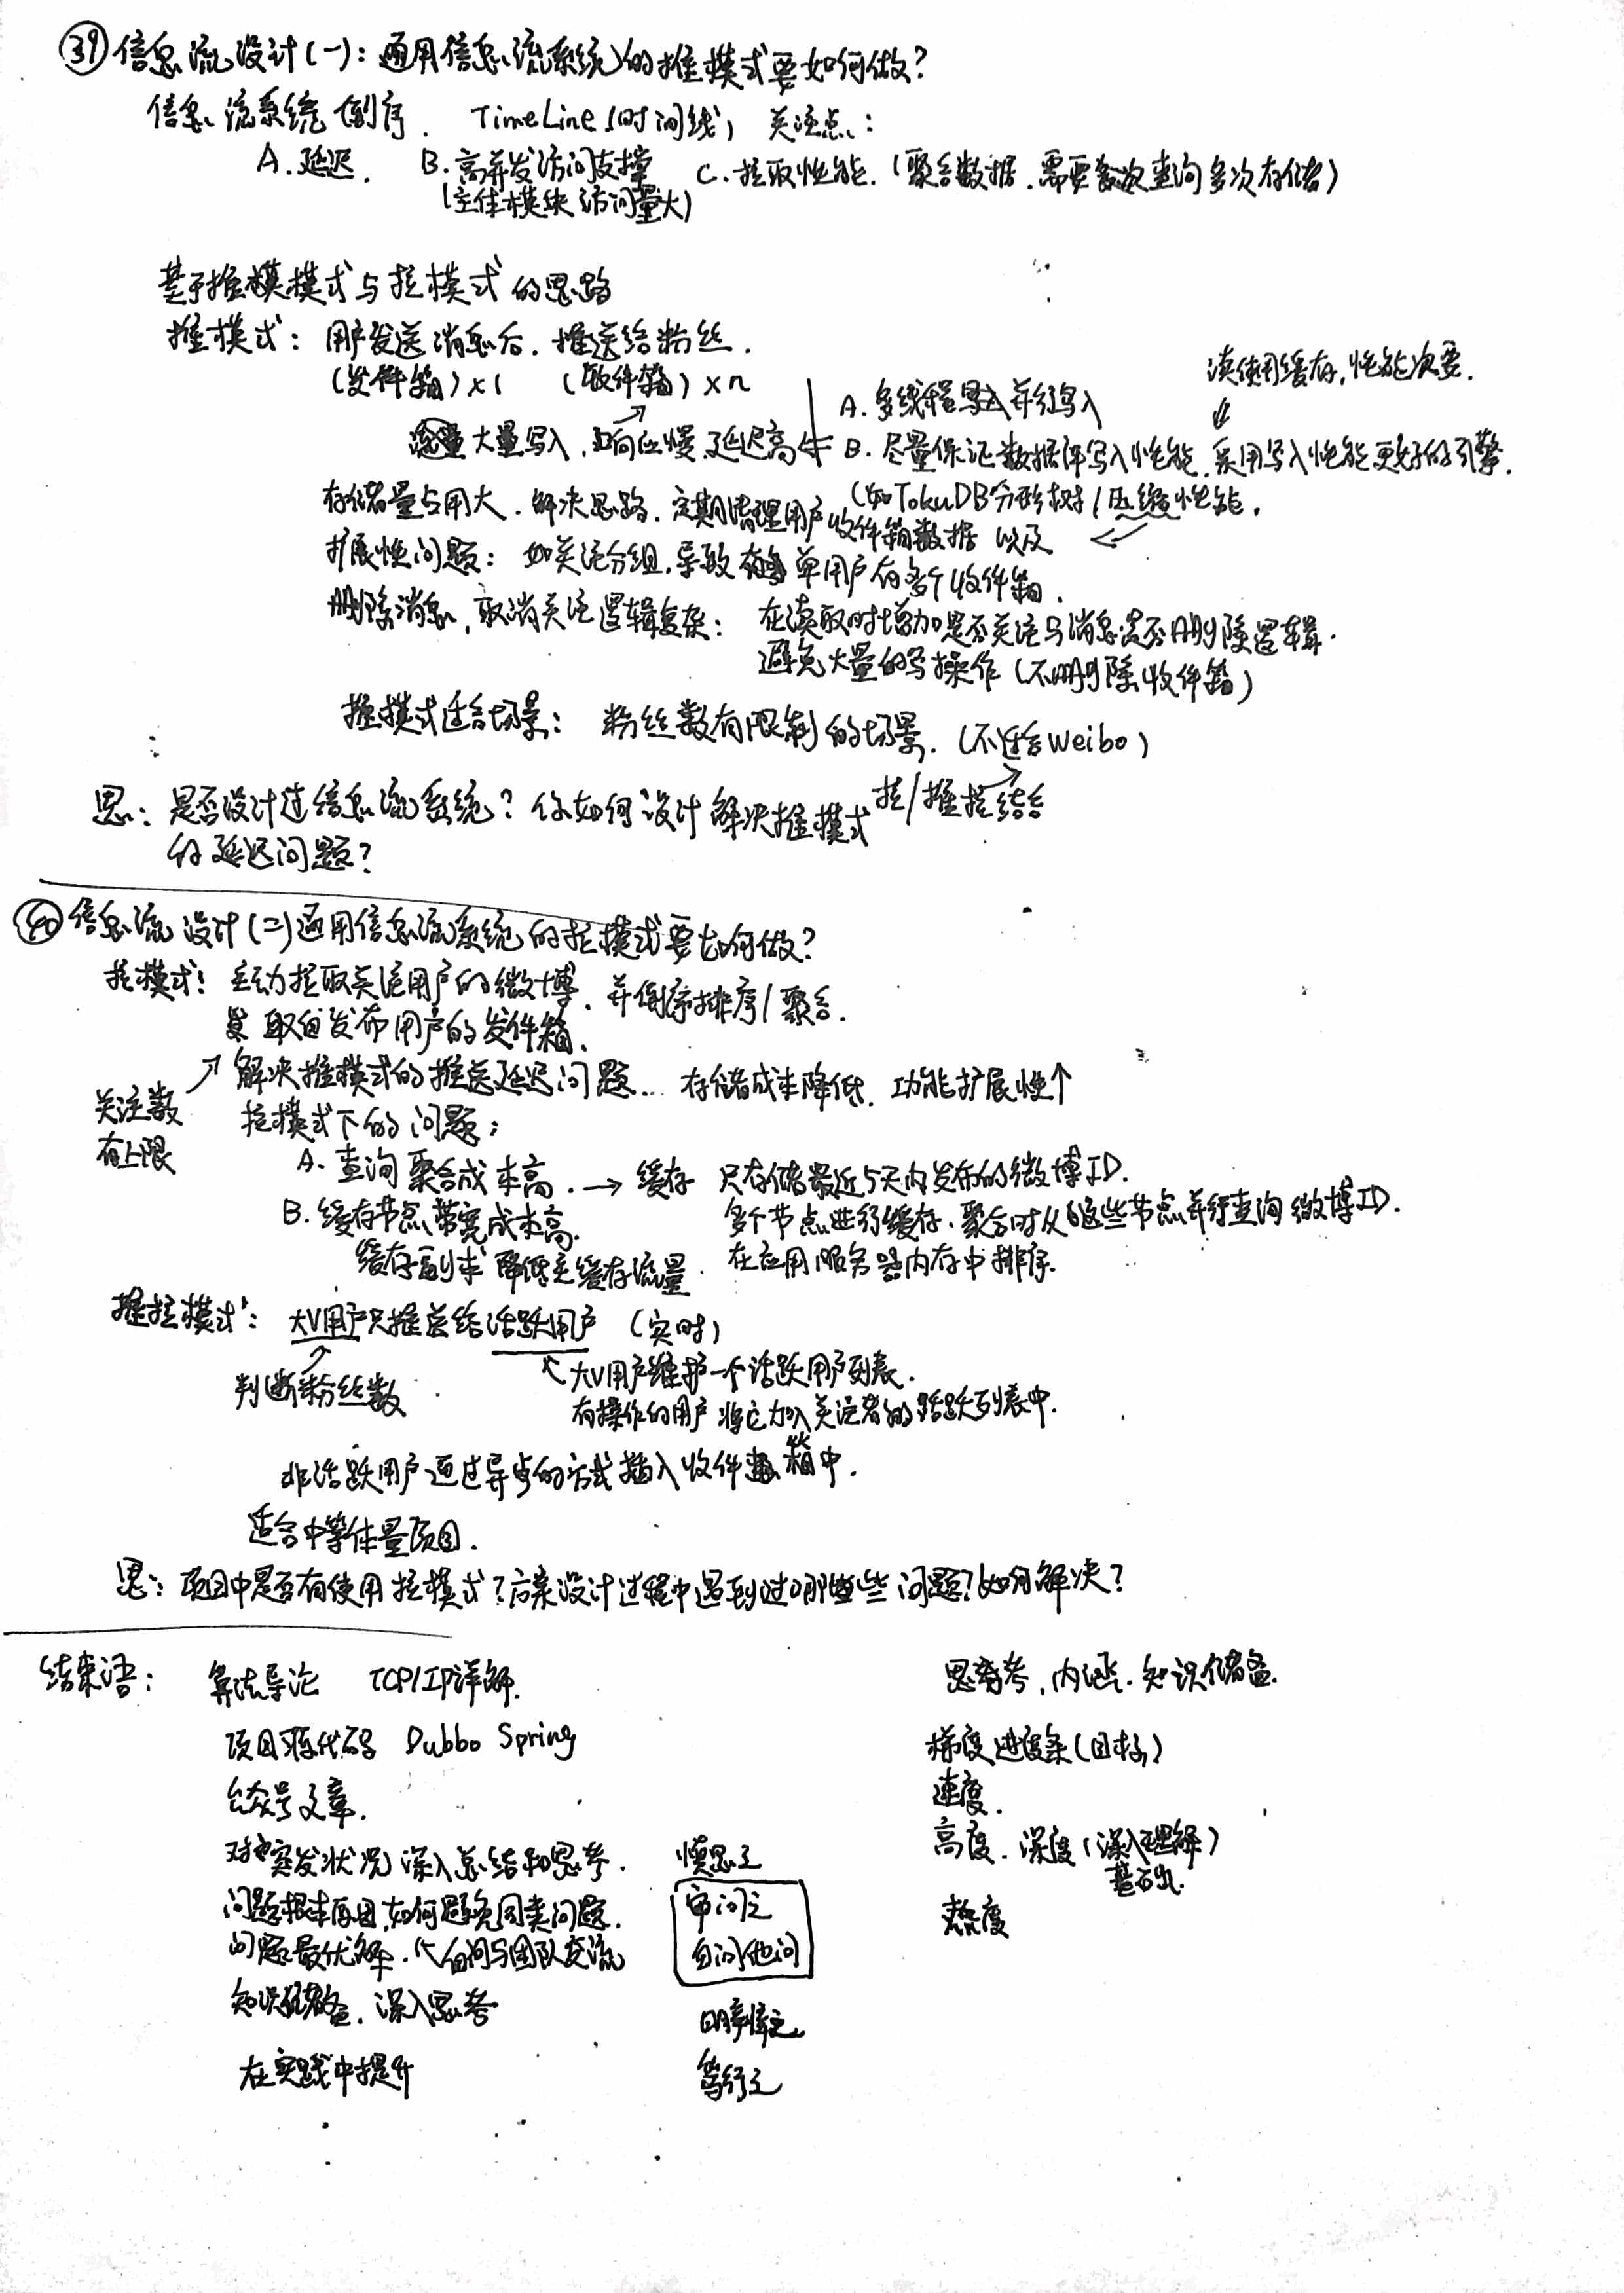 ㊴ 信息流设计(一)：通用信息流系统的推模式要如何做？
信息流系统倒序． TimeLine(时间线) 关注点：
A.延迟． B.高并发访问支撑 C.拉取性能.(聚合数据．需要多次查询多次存储)
(主体模块访问量大)
基于推模式与拉模式的思路
推模式：用户发送消息后．推送给粉丝．
(发件箱)×1 (收件箱)×n
读使用缓存，性能次要．
A．多线程写入并行写入
大量写入．响应慢．延迟高 ← B．尽量保证数据库写入性能．采用写入性能更好的引擎．
(如TokuDB分形树)压缩性能．
存储量占用大．解决思路．定期清理用户收件箱数据 以及
扩展性问题：如关注分组．导致 单用户有多个收件箱．
删除消息，取消关注逻辑复杂：在读取时增加是否关注与消息是否删除逻辑．
避免大量的写操作(不删除收件箱)
推模式适合场景：粉丝数有限制的场景．(不适合Weibo)
拉/推拉结合
思：是否设计过信息流系统？你如何设计解决推模式
的延迟问题？
㊵ 信息流设计(二)通用信息流系统的拉模式要如何做？
拉模式：主动拉取关注用户的微博．并倒序排序/聚合．
取自发布用户的发件箱．
↗ 解决推模式的推送延迟问题... 存储成本降低．功能扩展性↑
关注数
有上限
拉模式下的问题：
A．查询聚合成本高．→ 缓存 只存储最近5天内发布的微博ID．
多个节点进行缓存．聚合时从这些节点并行查询微博ID．
B．缓存节点带宽成本高．
在应用服务器内存中排序．
缓存副本 降低主缓存流量．
推拉模式：大V用户只推送给活跃用户 (实时)
判断粉丝数
↖大V用户维护一个活跃用户列表．
有操作的用户将它加入关注者的活跃列表中．
非活跃用户通过异步的方式插入收件箱中．
适合中等体量项目．
思：项目中是否有使用拉模式？方案设计过程中遇到过哪些问题？如何解决？
结束语： 算法导论 TCP/IP详解． 思考，内涵．知识储备．
项目源代码 Dubbo Spring
梯度，进度条(目标)
公众号文章．
速度．
高度．深度(深入理解)
基石出．
对突发状况深入总结和思考．
慎思之
问题根本原因，如何避免同类问题．
审问之
热度
问题最优解．↖自问与团队交流
自问他问
知识储备．深入思考
明辨之
在实践中提升
笃行之